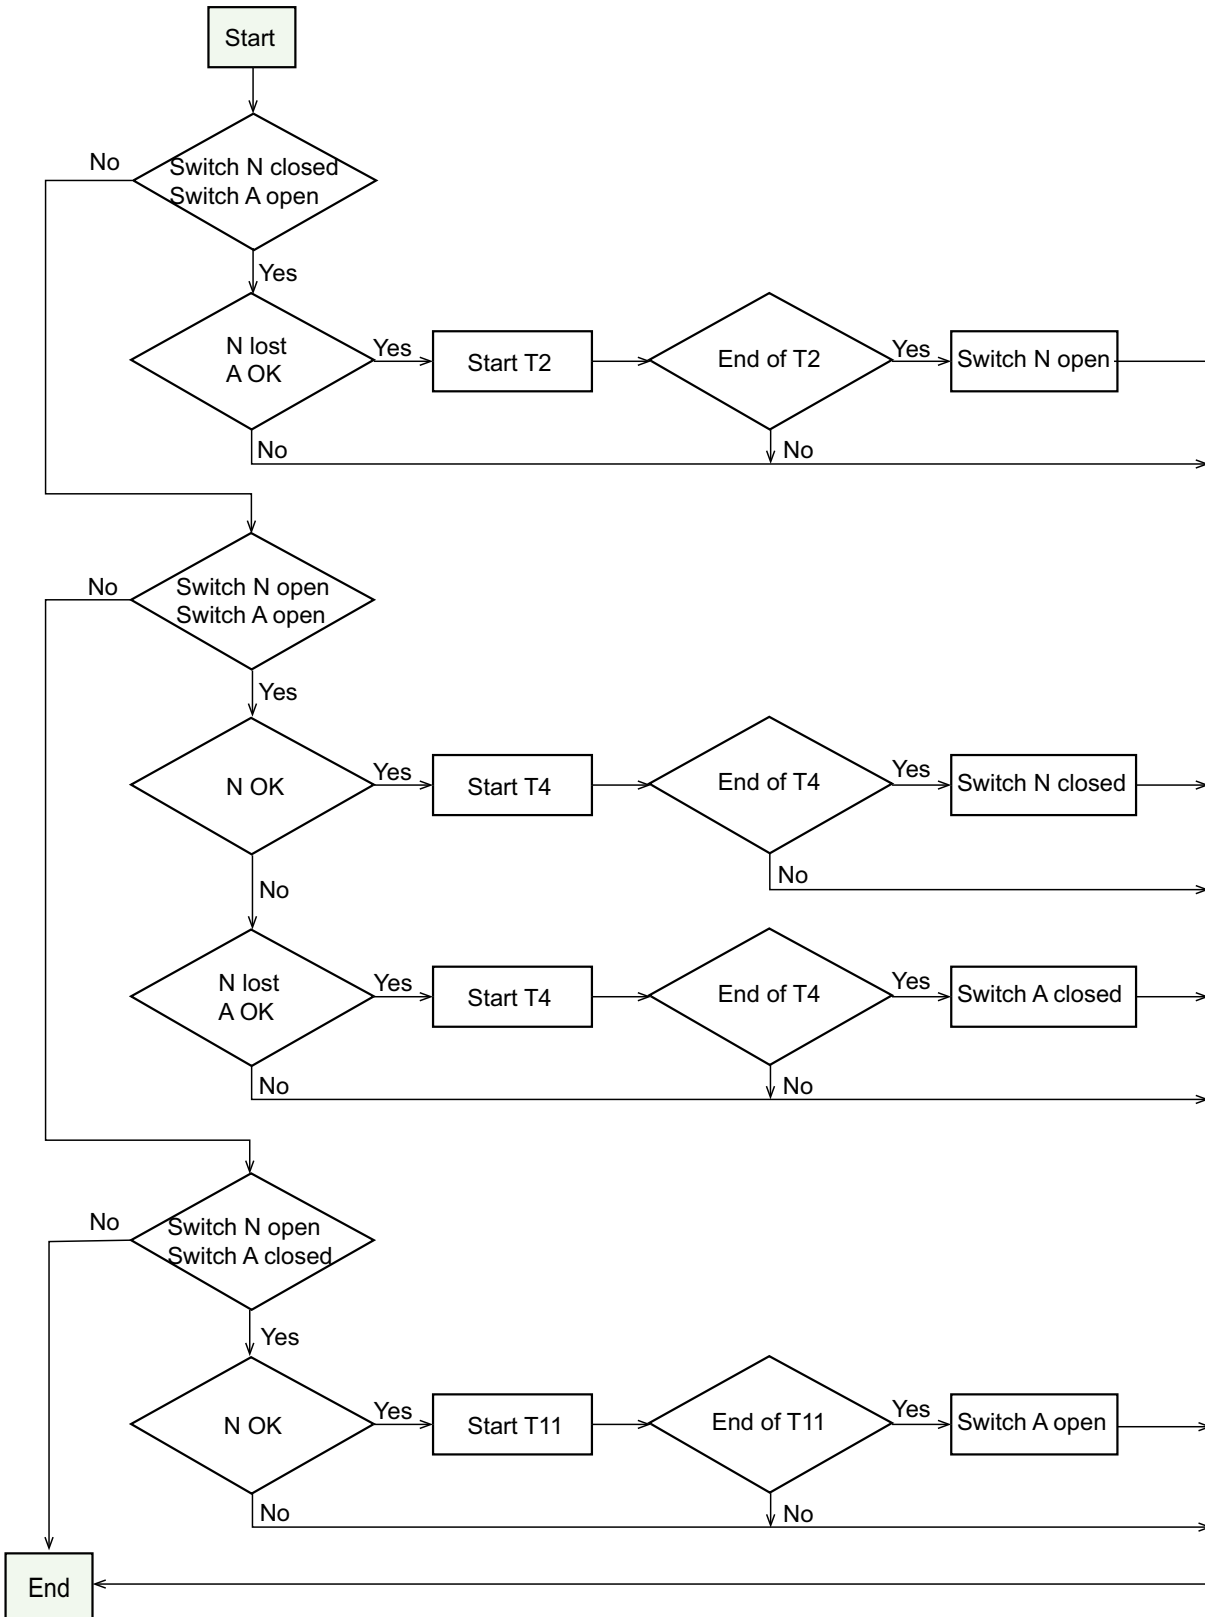 Start
No
Switch N closed
Switch A open
Yes
N lost
A OK
Yes
Start T2
End of T2
Yes
Switch N open
No
No
No
Switch N open
Switch A open
Yes
N OK
Yes
Start T4
End of T4
Yes
Switch N closed
No
No
N lost
A OK
Yes
Start T4
End of T4
Yes
Switch A closed
No
No
No
Switch N open
Switch A closed
Yes
N OK
Yes
Start T11
End of T11
Yes
Switch A open
No
No
End